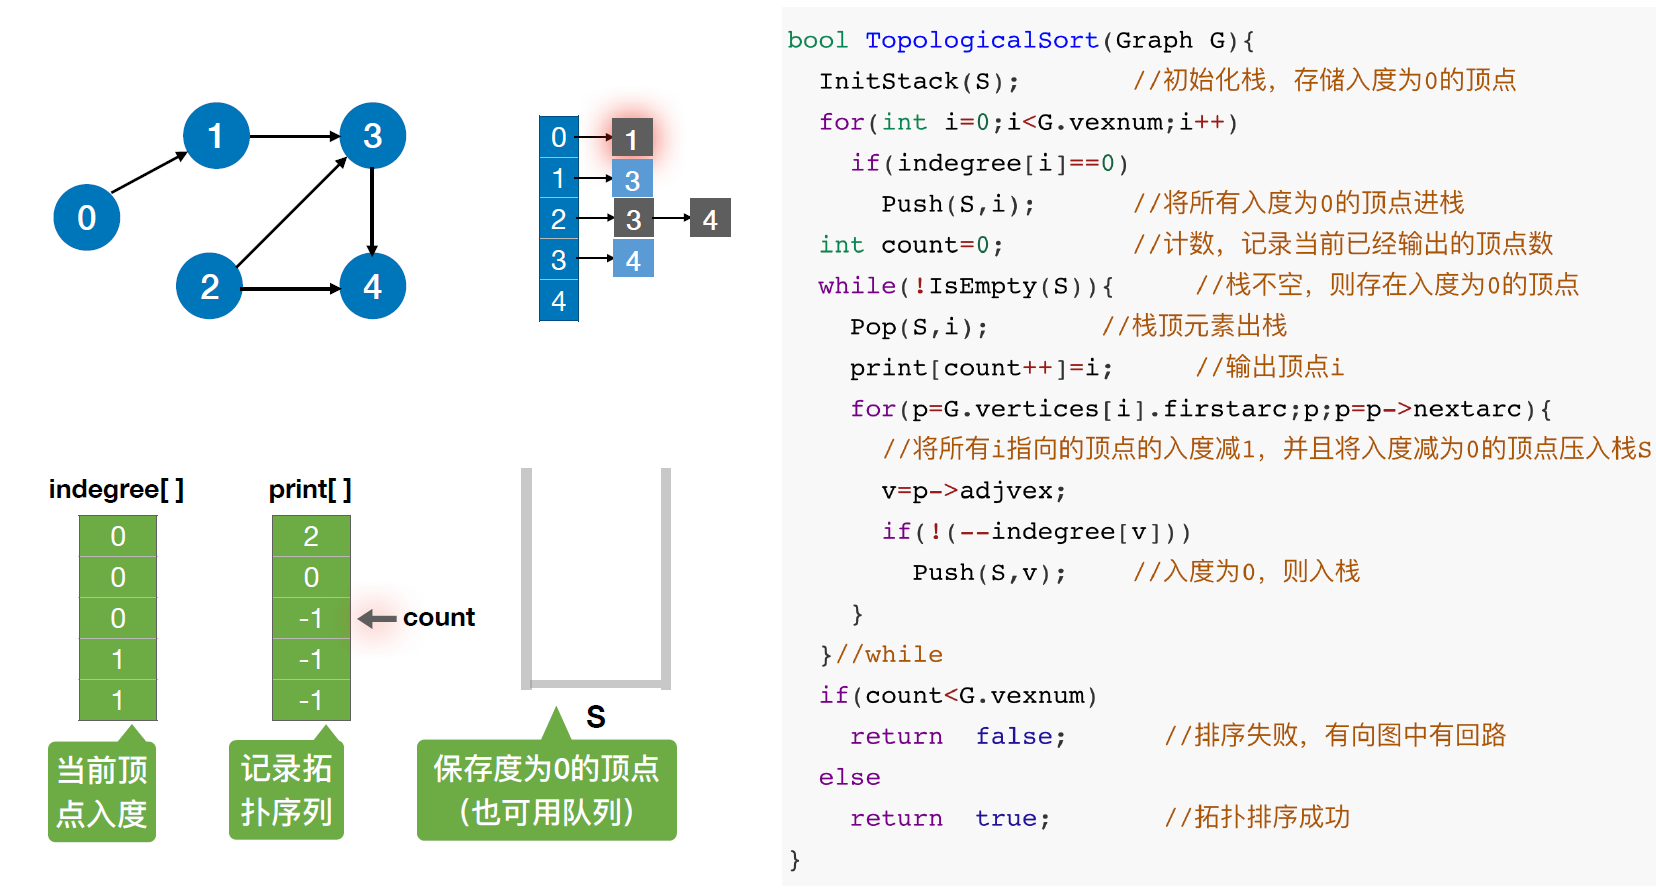 1 3
0
2 4
0 1
1 3
2 3 4
3 4
4
indegree[ ] print[ ]
0 2
0 0
0 -1 count
1 -1
1 -1
S
当前顶
点入度
记录拓
扑序列
保存度为0的顶点
（也可用队列）
bool TopologicalSort(Graph G){
  InitStack(S);       //初始化栈，存储入度为0的顶点
  for(int i=0;i<G.vexnum;i++)
    if(indegree[i]==0)
      Push(S,i);      //将所有入度为0的顶点进栈
  int count=0;        //计数，记录当前已经输出的顶点数
  while(!IsEmpty(S)){     //栈不空，则存在入度为0的顶点
    Pop(S,i);       //栈顶元素出栈
    print[count++]=i;     //输出顶点i
    for(p=G.vertices[i].firstarc;p;p=p->nextarc){
      //将所有i指向的顶点的入度减1，并且将入度减为0的顶点压入栈S
      v=p->adjvex;
      if(!(--indegree[v]))
        Push(S,v);    //入度为0，则入栈
    }
  }//while
  if(count<G.vexnum)
    return  false;      //排序失败，有向图中有回路
  else
    return  true;       //拓扑排序成功
}